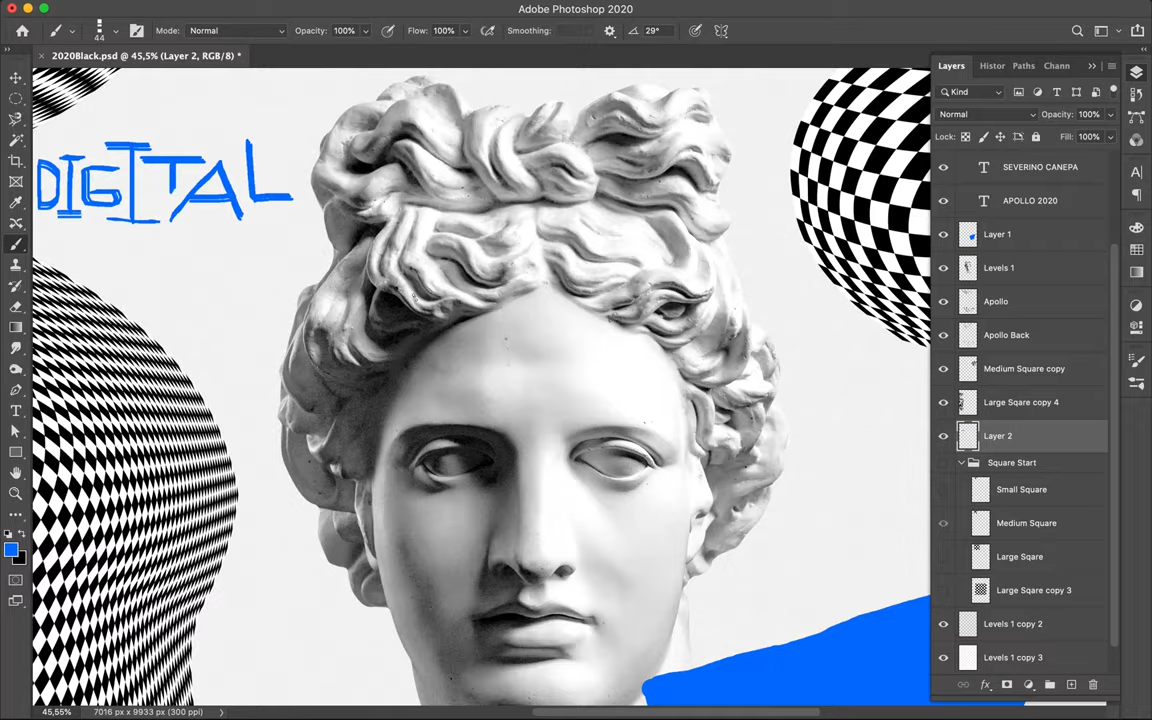 Adobe Photoshop 2020
44
Mode: Normal
Opacity: 100%
Flow: 100%
Smoothing:
29°
2020Black.psd @ 45,5% (Layer 2, RGB/8) *
Layers
Histor
Paths
Chann
Kind
Normal
Opacity: 100%
Lock:
Fill: 100%
DIGITAL
SEVERINO CANEPA
APOLLO 2020
Layer 1
Levels 1
Apollo
Apollo Back
Medium Square copy
Large Sqare copy 4
Layer 2
Square Start
Small Square
Medium Square
Large Sqare
Large Sqare copy 3
Levels 1 copy 2
Levels 1 copy 3
45,55%
7016 px x 9933 px (300 ppi)